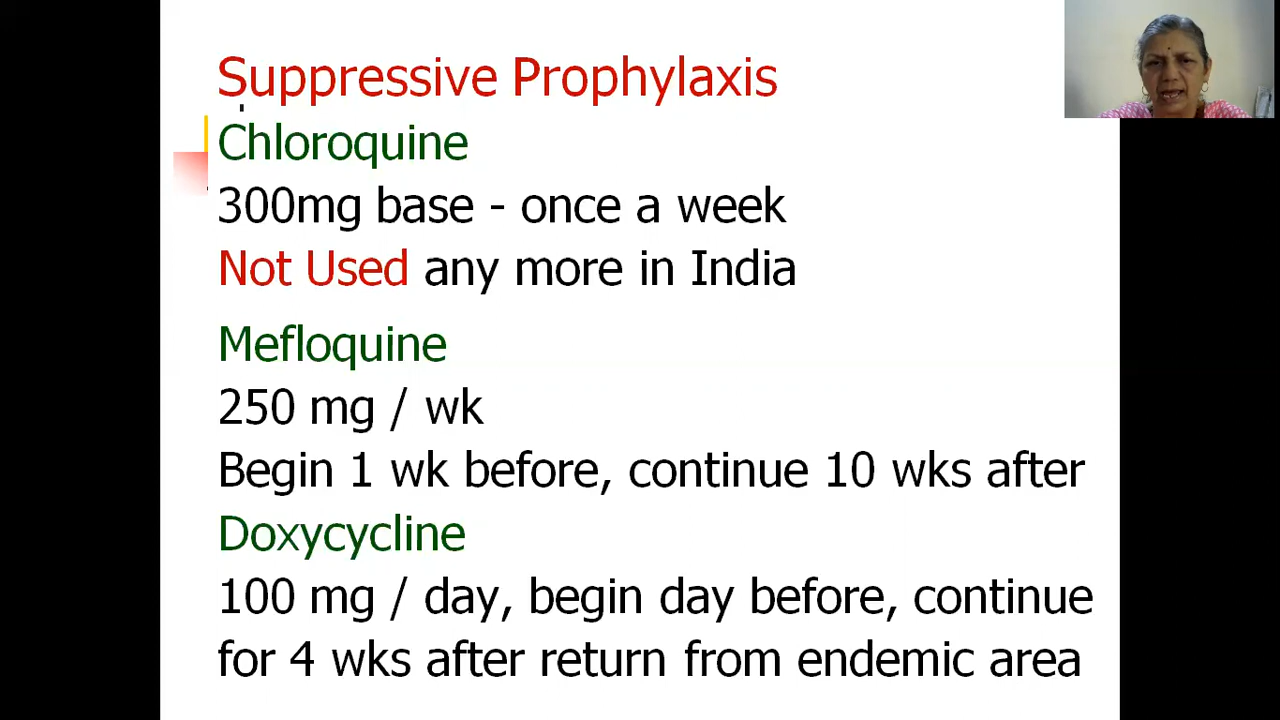 Suppressive Prophylaxis
Chloroquine
300mg base - once a week
Not Used any more in India
Mefloquine
250 mg / wk
Begin 1 wk before, continue 10 wks after
Doxycycline
100 mg / day, begin day before, continue
for 4 wks after return from endemic area